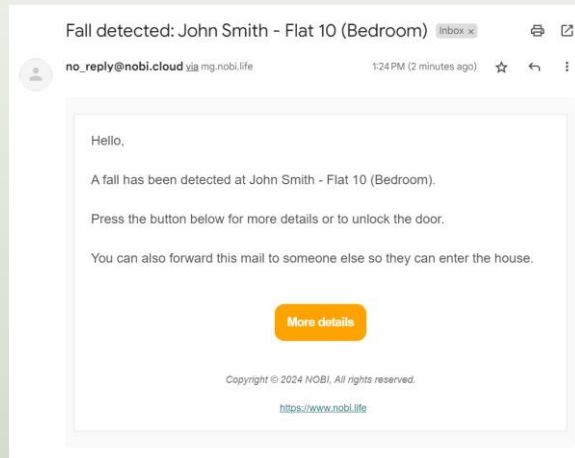 Fall detected: John Smith - Flat 10 (Bedroom) Inbox x
no_reply@nobi.cloud via mg.nobi.life 1:24 PM (2 minutes ago)
Hello,
A fall has been detected at John Smith - Flat 10 (Bedroom).
Press the button below for more details or to unlock the door.
You can also forward this mail to someone else so they can enter the house.
More details
Copyright © 2024 NOBI, All rights reserved.
https://www.nobi.life